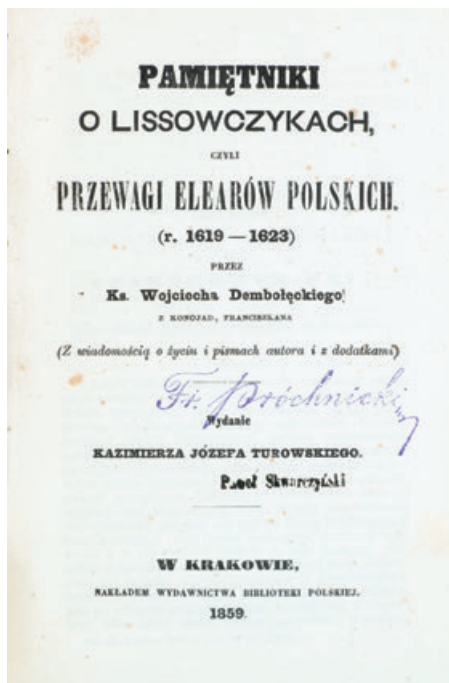 PAMIĘTNIKI
O LISSOWCZYKACH,
CZYLI
PRZEWAGI ELEARÓW POLSKICH.
(r. 1619 — 1623)
PRZEZ
Ks. Wojciecha Dembołęckiego
Z KONOJAD, FRANCISZKANA
(Z wiadomością o życiu i pismach autora i z dodatkami)
Fr. Próchnicki
Wydanie
KAZIMIERZA JÓZEFA TUROWSKIEGO.
Paweł Skwarczyński
W KRAKOWIE,
NAKŁADEM WYDAWNICTWA BIBLIOTEKI POLSKIEJ.
1859.